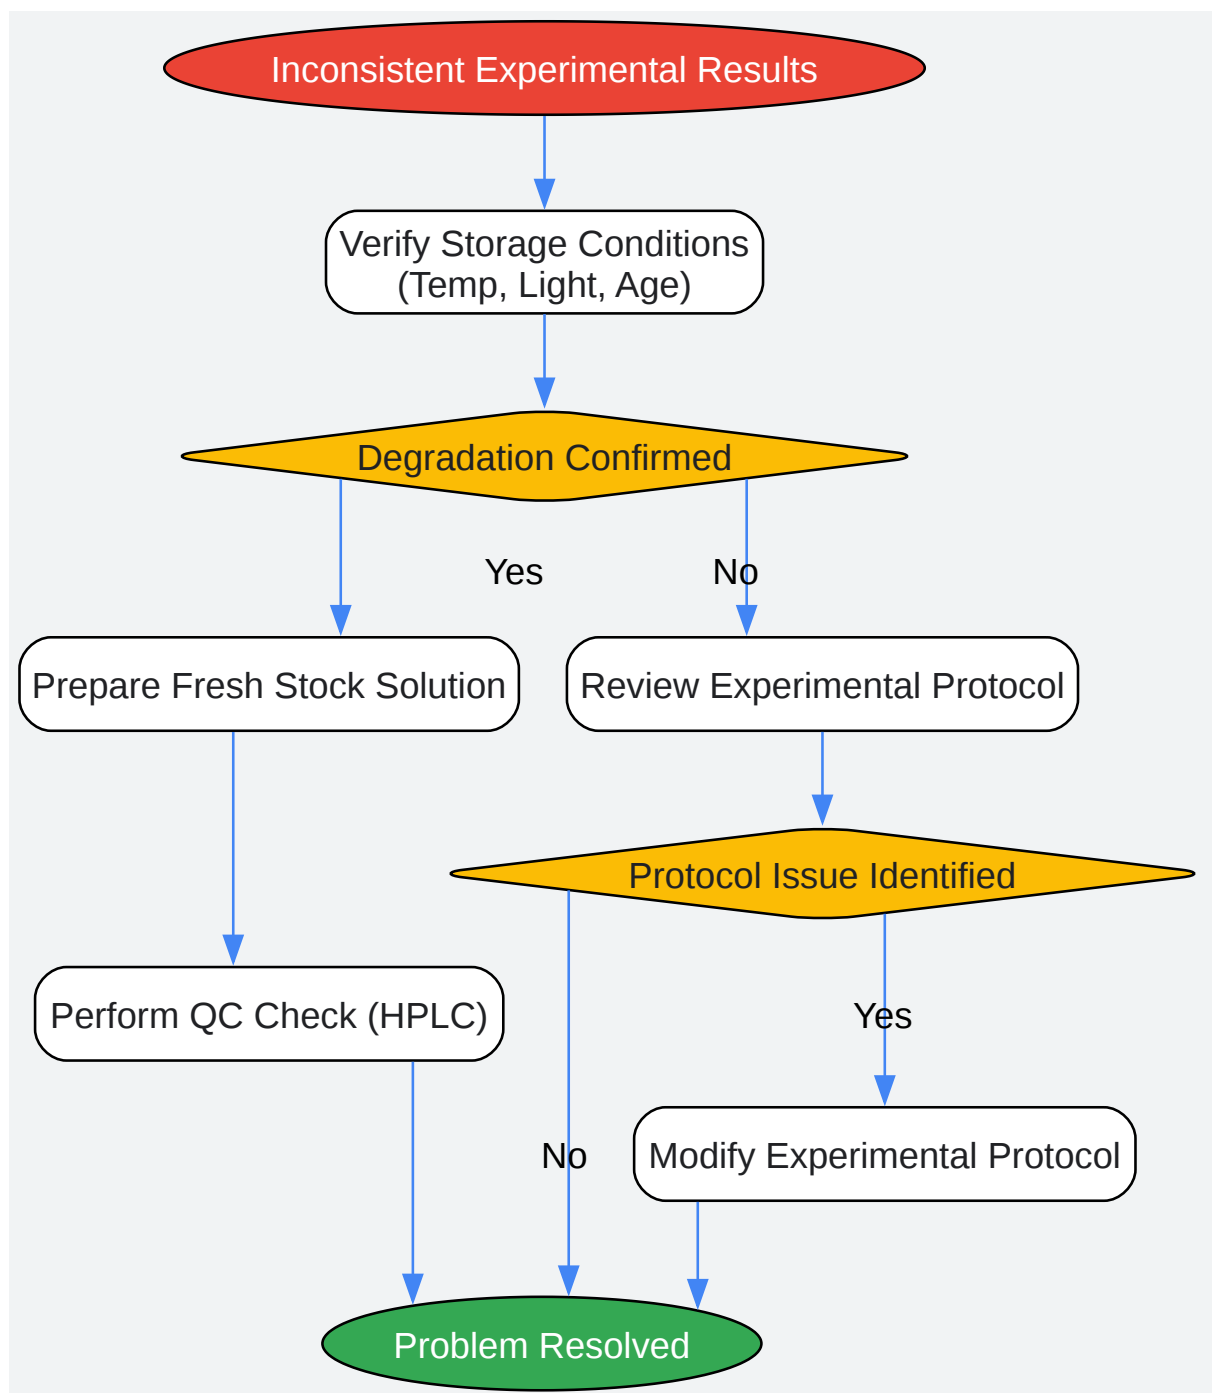 Inconsistent Experimental Results
Verify Storage Conditions
(Temp, Light, Age)
Degradation Confirmed
Yes
No
Prepare Fresh Stock Solution
Review Experimental Protocol
Protocol Issue Identified
Perform QC Check (HPLC)
Yes
No
Modify Experimental Protocol
Problem Resolved